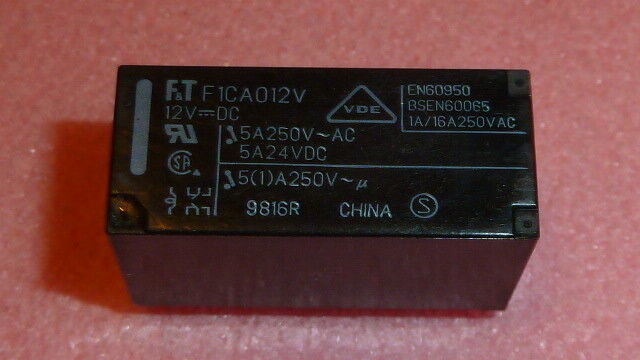 F&T F1CA012V
12V⎓DC
VDE
EN60950
BSEN60065
1A/16A250VAC
5A250V~AC
5A24VDC
5(1)A250V~μ
9816R CHINA S